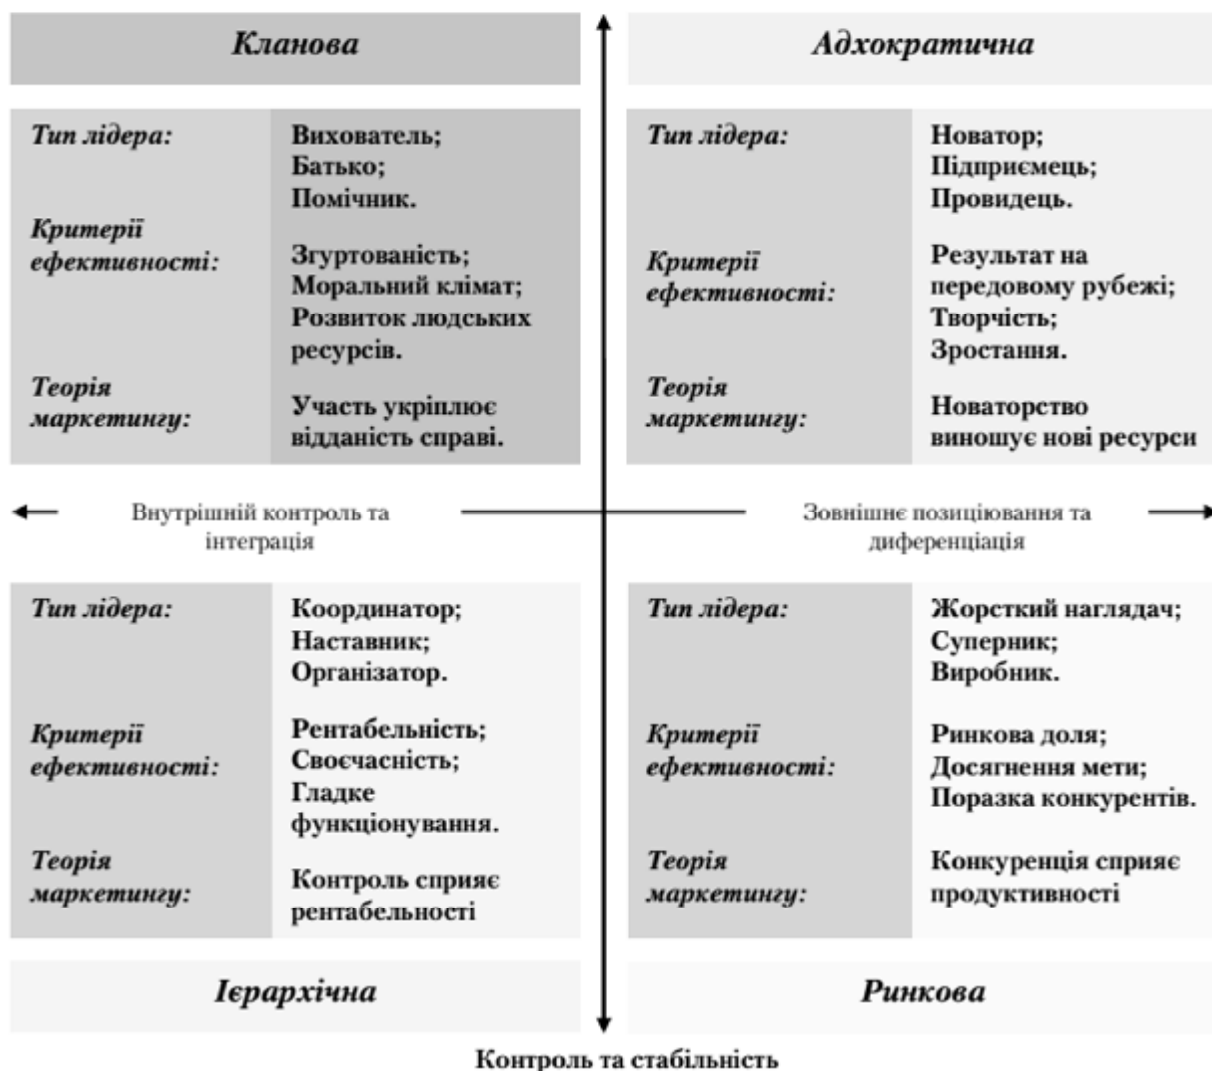 Кланова
Адхократична
Тип лідера:
Вихователь;
Батько;
Помічник.
Критерії
ефективності:
Згуртованість;
Моральний клімат;
Розвиток людських
ресурсів.
Теорія
маркетингу:
Участь укріплює
відданість справі.
Тип лідера:
Новатор;
Підприємець;
Провидець.
Критерії
ефективності:
Результат на
передовому рубежі;
Творчість;
Зростання.
Теорія
маркетингу:
Новаторство
виношує нові ресурси
Внутрішній контроль та
інтеграція
Зовнішнє позиціювання та
диференціація
Тип лідера:
Координатор;
Наставник;
Організатор.
Критерії
ефективності:
Рентабельність;
Своєчасність;
Гладке
функціонування.
Теорія
маркетингу:
Контроль сприяє
рентабельності
Тип лідера:
Жорсткий наглядач;
Суперник;
Виробник.
Критерії
ефективності:
Ринкова доля;
Досягнення мети;
Поразка конкурентів.
Теорія
маркетингу:
Конкуренція сприяє
продуктивності
Ієрархічна
Ринкова
Контроль та стабільність